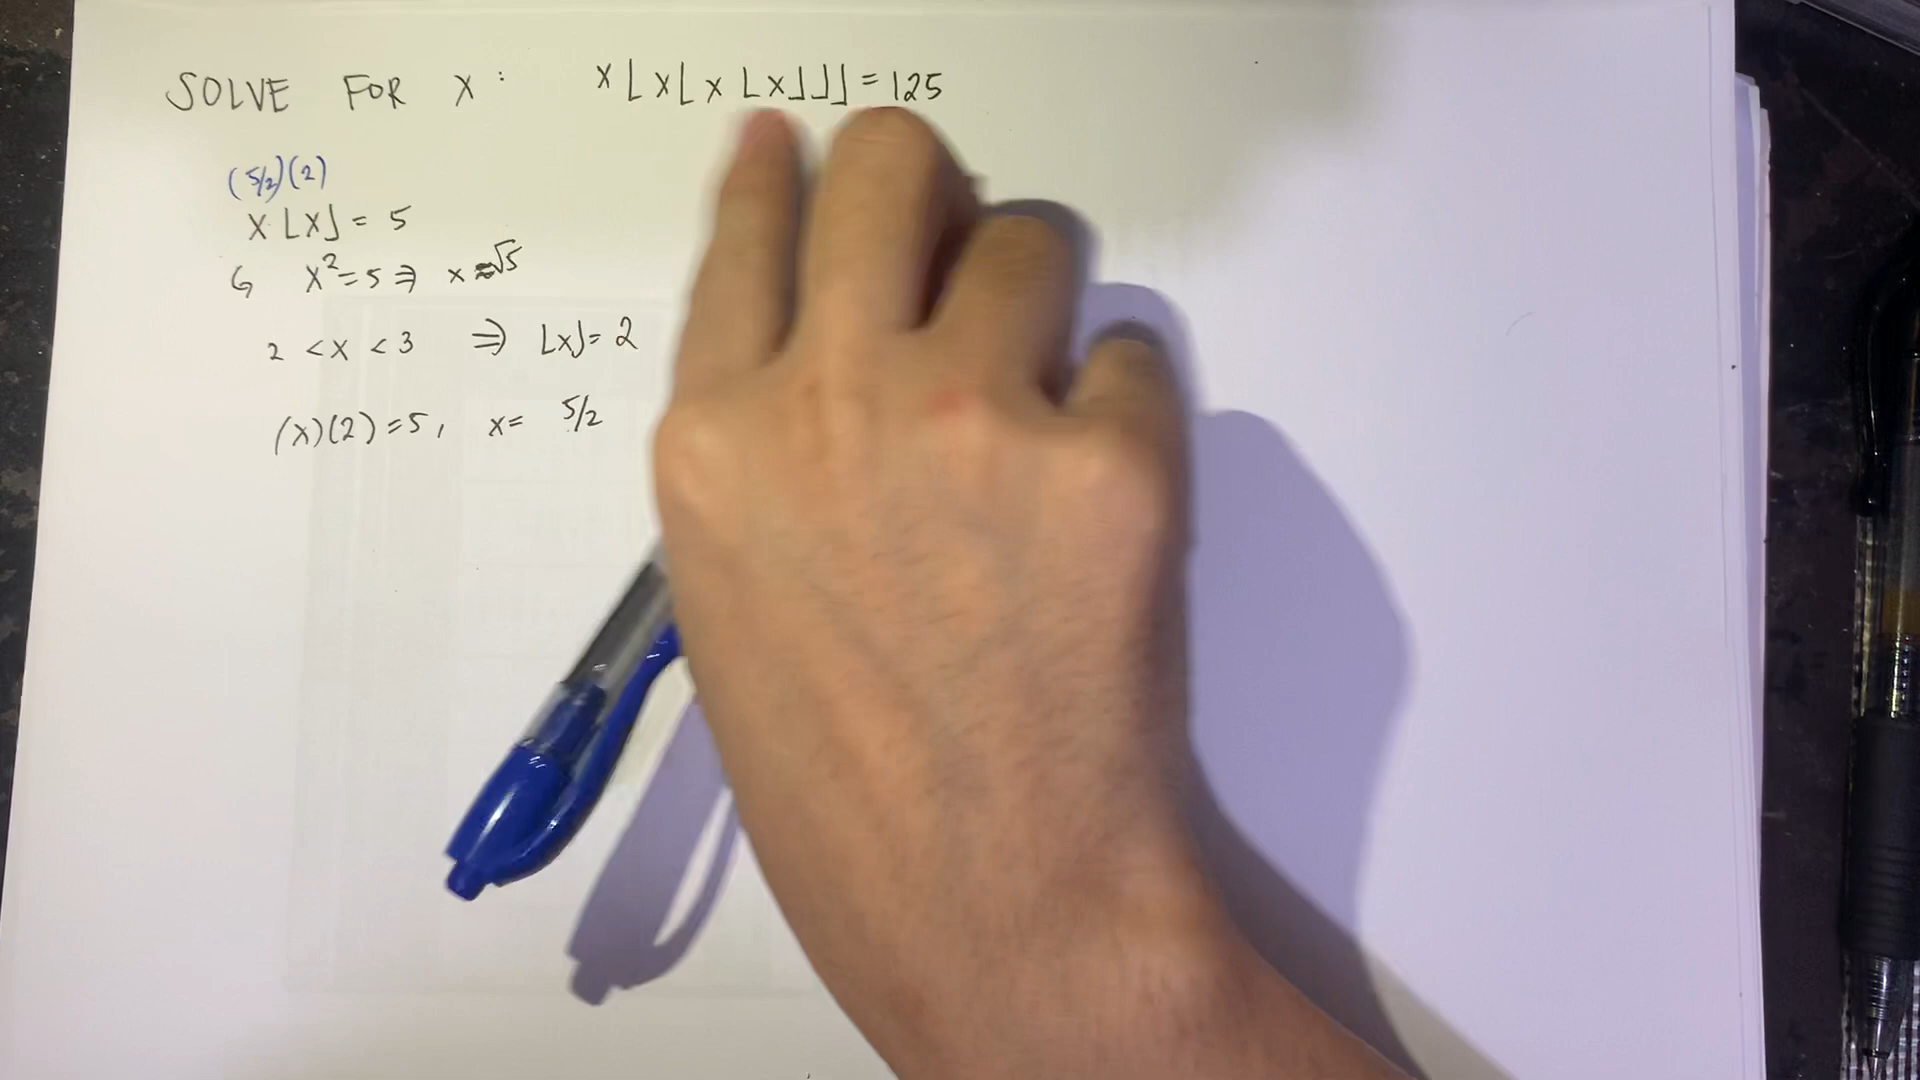 SOLVE FOR X : x⌊x⌊x⌊x⌋⌋⌋ = 125
(5/2)(2)
x⌊x⌋ = 5
x² = 5 ⇒ x ≈ √5
2 < x < 3 ⇒ ⌊x⌋ = 2
(x)(2) = 5, x = 5/2